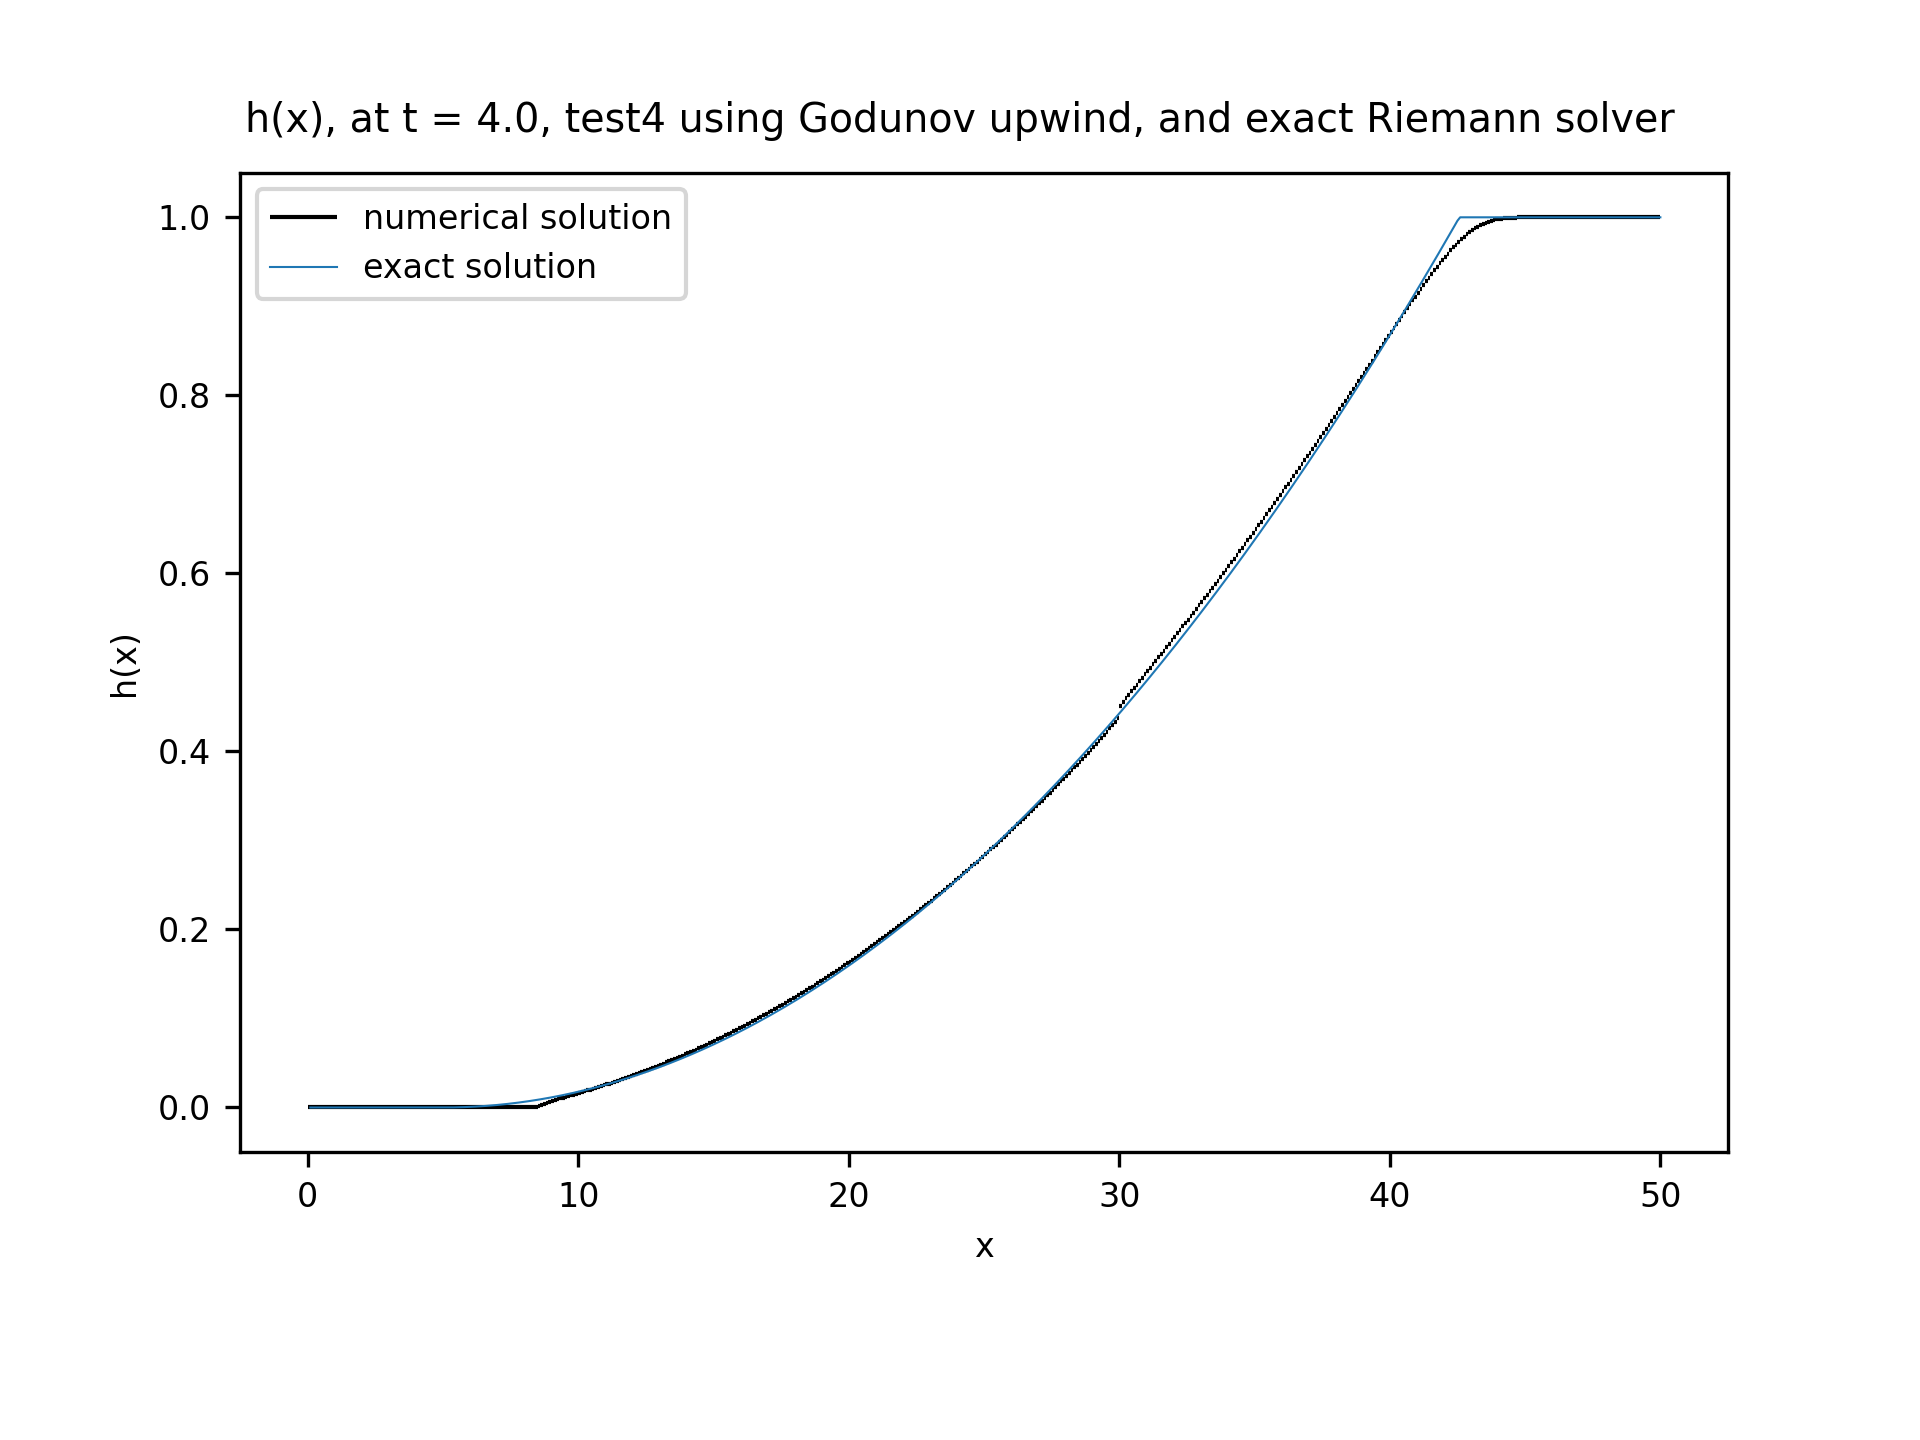 h(x), at t = 4.0, test4 using Godunov upwind, and exact Riemann solver
numerical solution
exact solution
1.0
0.8
0.6
0.4
0.2
0.0
h(x)
0 10 20 30 40 50
x